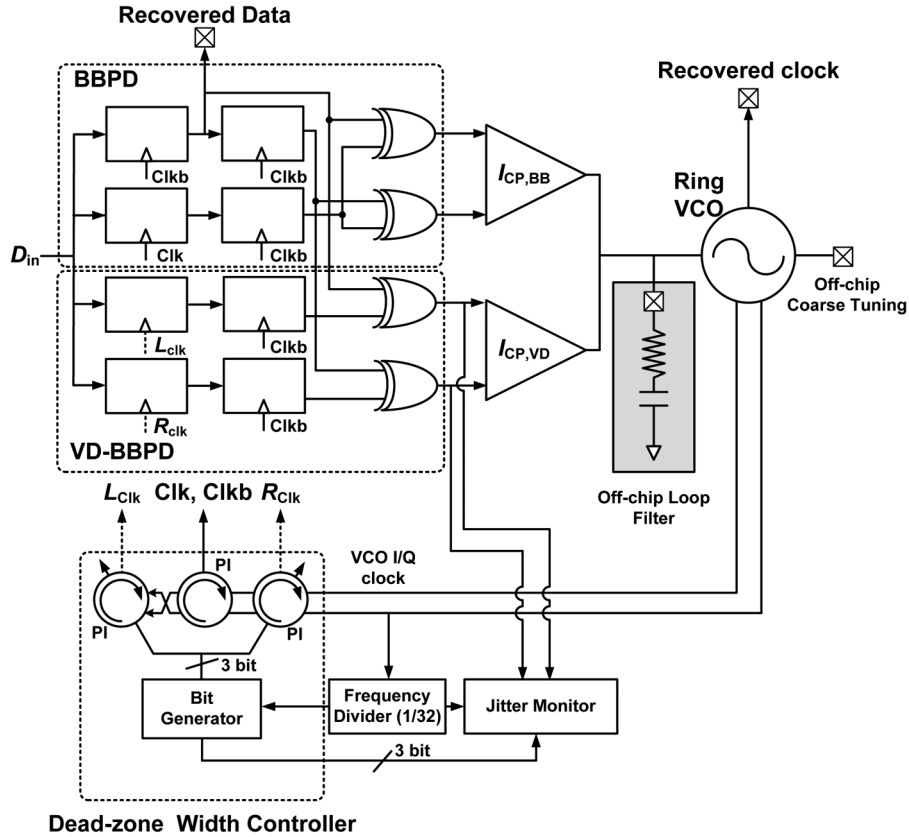 Recovered Data
BBPD
Recovered clock
Clkb
Clkb
I_CP,BB
Ring
VCO
Clk
Clkb
D_in
Off-chip
Coarse Tuning
L_clk
Clkb
I_CP,VD
R_clk
Clkb
VD-BBPD
Off-chip Loop
Filter
L_Clk Clk, Clkb R_Clk
VCO I/Q
clock
PI
PI
PI
3 bit
Bit
Generator
Frequency
Divider (1/32)
Jitter Monitor
3 bit
Dead-zone Width Controller